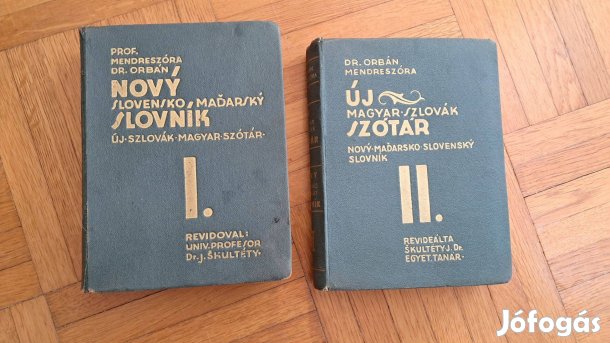 PROF.
MENDRESZÓRA
DR. ORBÁN
NOVÝ
SLOVENSKO-MAĎARSKÝ
SLOVNÍK
ÚJ-SZLOVÁK-MAGYAR-SZÓTÁR-
I.
REVIDOVAL:
UNIV. PROFESOR
Dr. J. ŠKULTÉTY.
DR. ORBÁN
MENDRESZÓRA
ÚJ
MAGYAR-SZLOVÁK
SZÓTÁR
NOVÝ-MAĎARSKO-SLOVENSKÝ
SLOVNÍK
II.
REVIDEÁLTA
ŠKULTÉTY J. Dr.
EGYET. TANÁR.
Jófogás